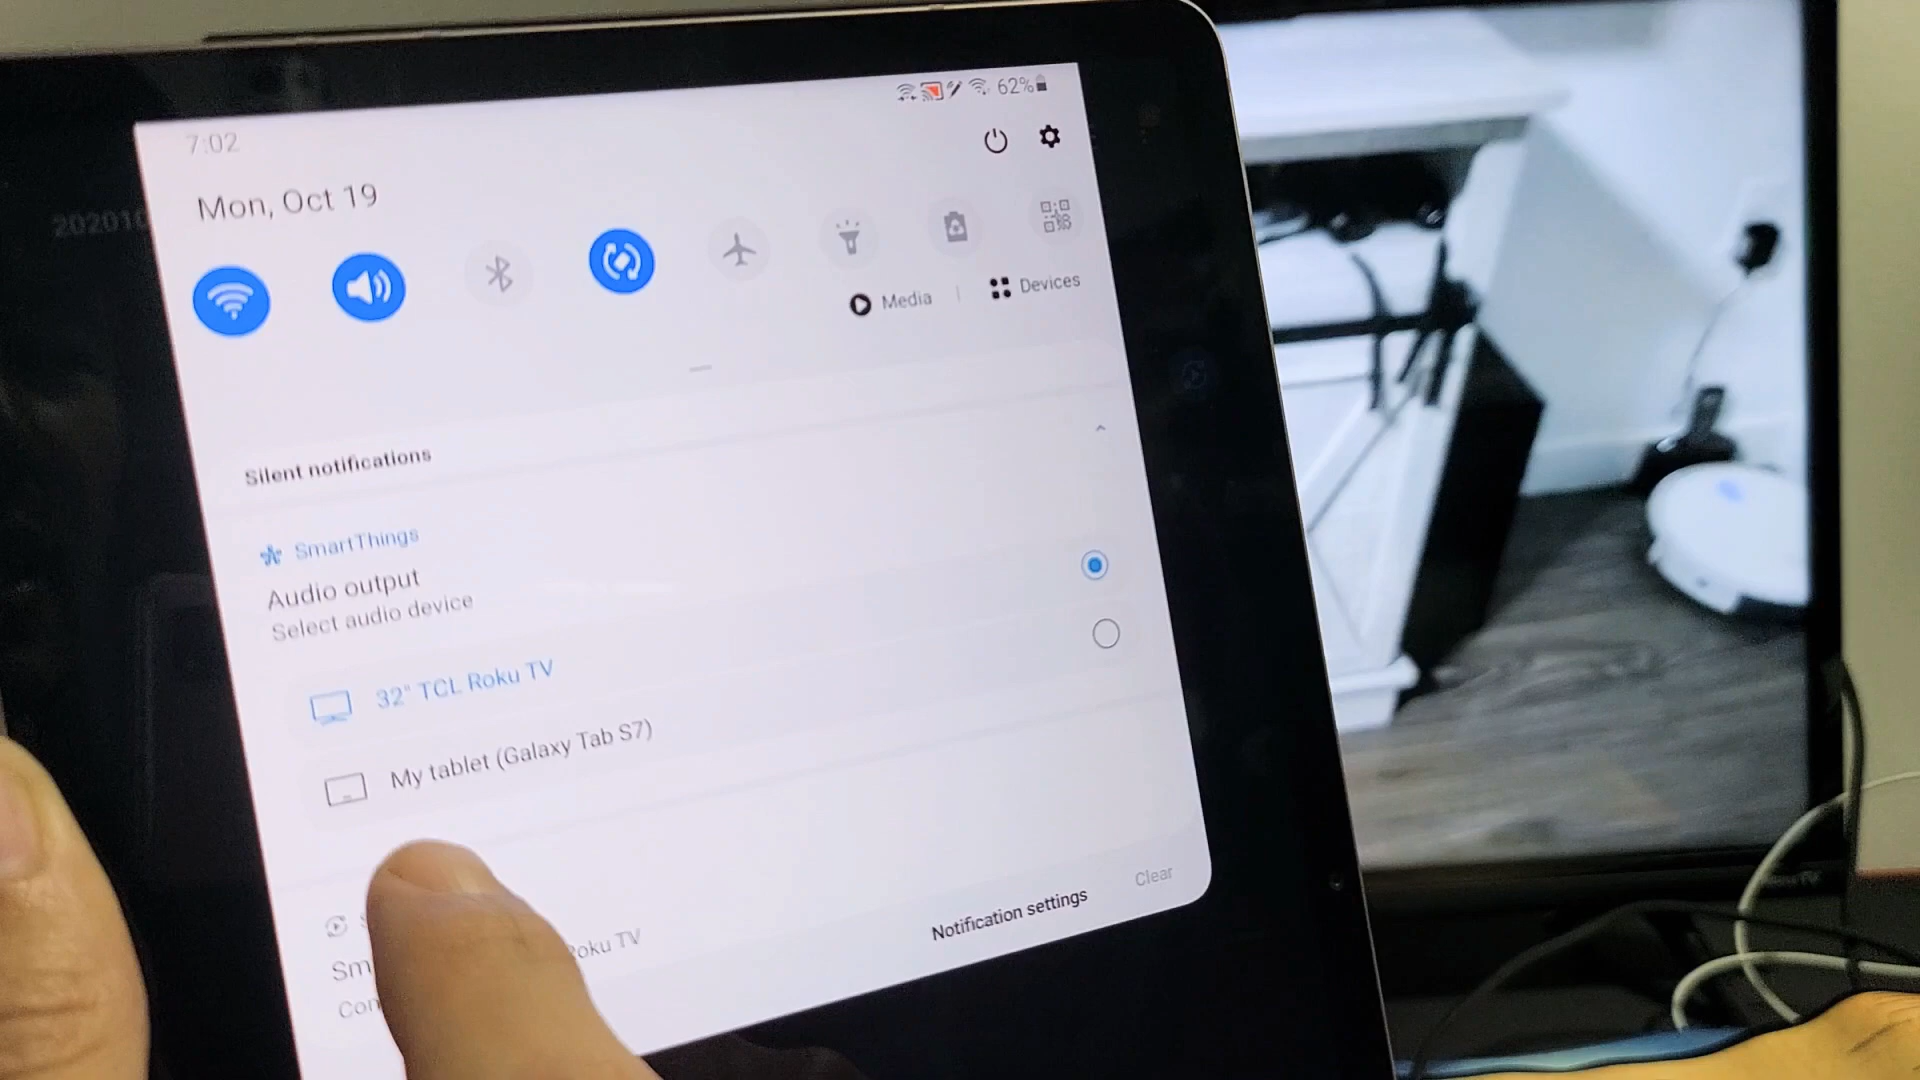 62%
7:02
Mon, Oct 19
202010
Media | Devices
Silent notifications
SmartThings
Audio output
Select audio device
32" TCL Roku TV
My tablet (Galaxy Tab S7)
Roku TV
Notification settings
Clear